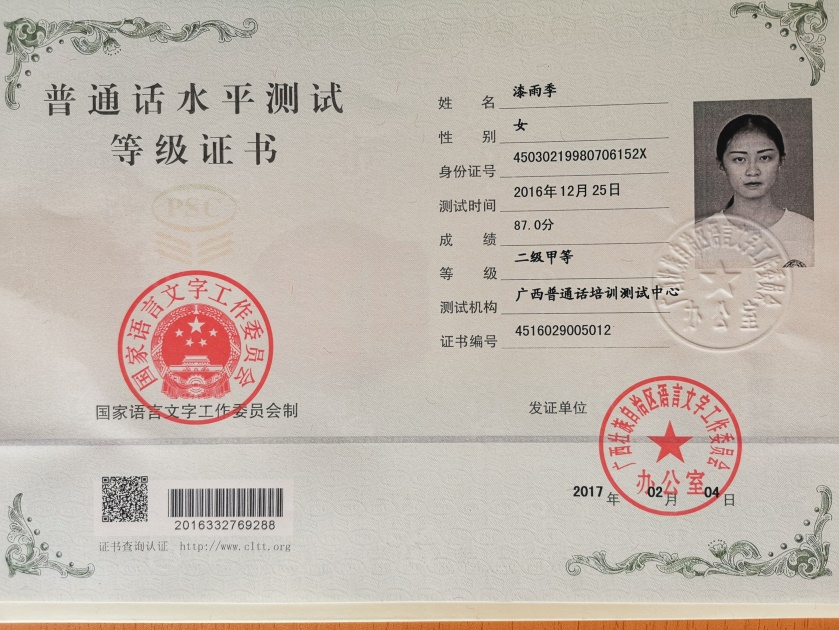 普通话水平测试
等级证书
国家语言文字工作委员会
国家语言文字工作委员会制
2016332769288
证书查询认证 http://www.cltt.org
姓 名 漆雨季
性 别 女
身份证号 45030219980706152X
测试时间 2016年12月25日
成 绩 87.0分
等 级 二级甲等
测试机构 广西普通话培训测试中心
证书编号 4516029005012
发证单位
广西壮族自治区语言文字工作委员会
办公室
2017 年 02 月 04 日